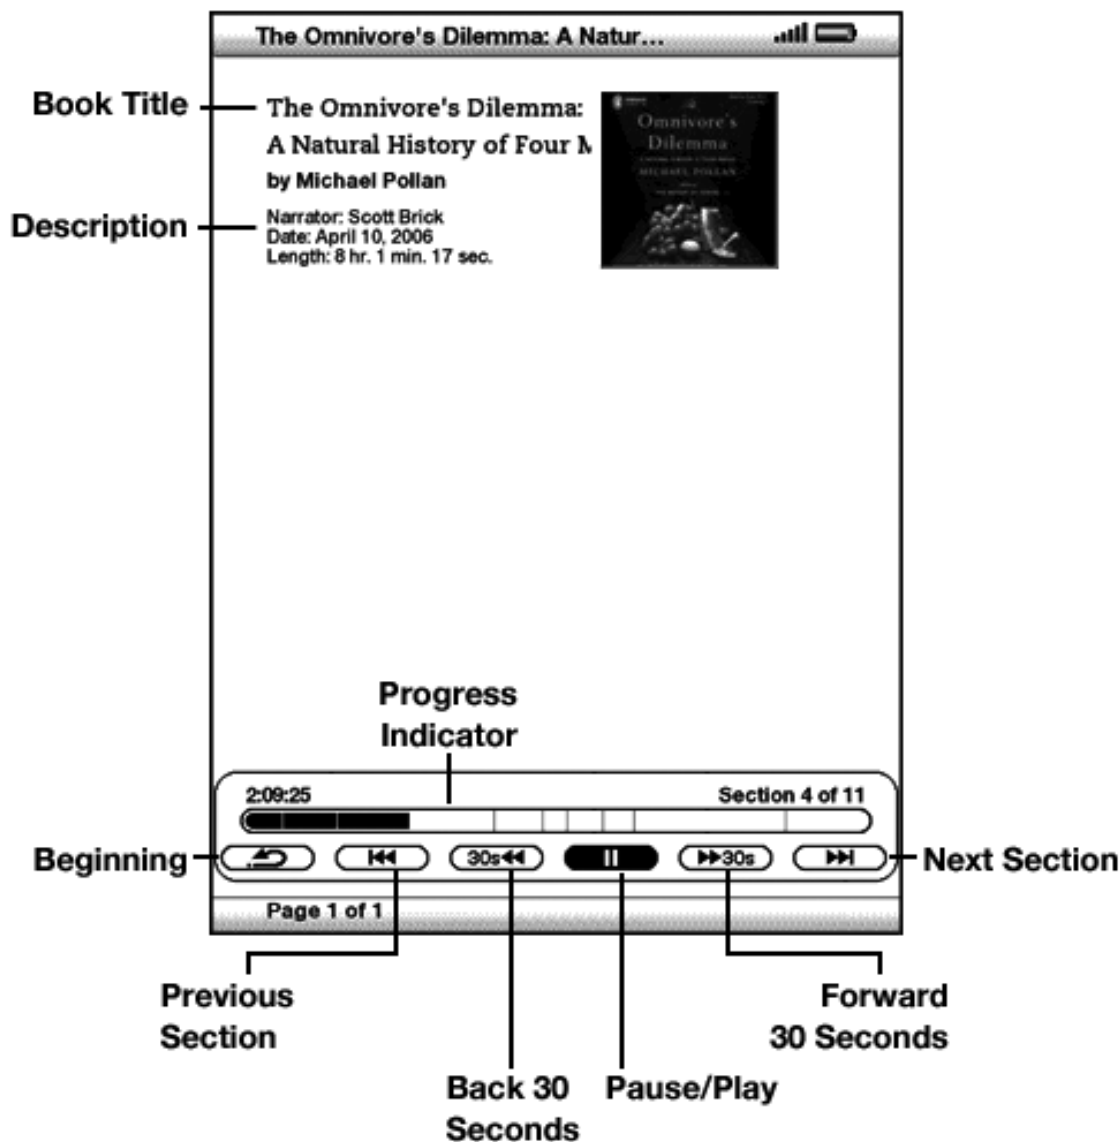 The Omnivore's Dilemma: A Natur...
Book Title
The Omnivore's Dilemma:
A Natural History of Four M
by Michael Pollan
Description
Narrator: Scott Brick
Date: April 10, 2006
Length: 8 hr. 1 min. 17 sec.
Omnivore's
Dilemma
MICHAEL POLLAN
Progress
Indicator
2:09:25
Section 4 of 11
Beginning
30s
30s
Next Section
Page 1 of 1
Previous
Section
Forward
30 Seconds
Back 30
Seconds
Pause/Play